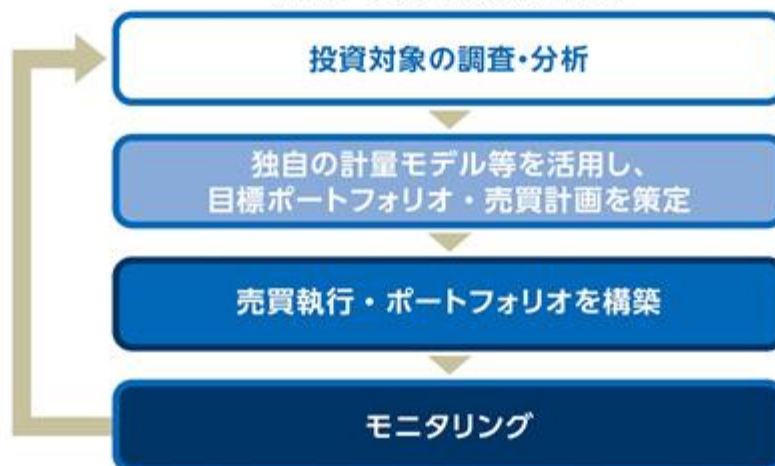 投資対象の調査・分析
独自の計量モデル等を活用し、
目標ポートフォリオ・売買計画を策定
売買執行・ポートフォリオを構築
モニタリング